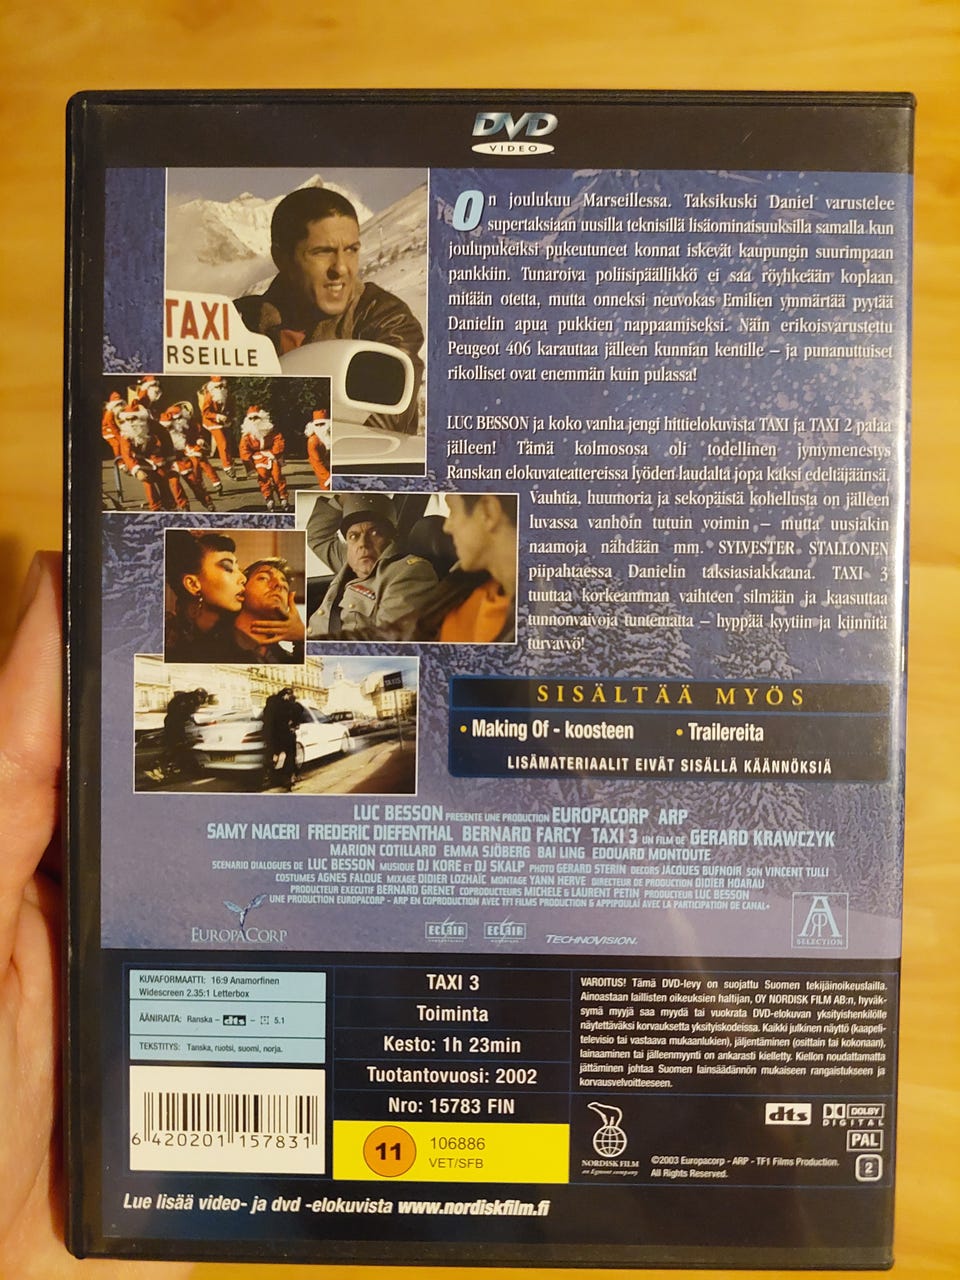 DVD
VIDEO
TAXI
RSEILLE
On joulukuu Marseillessa. Taksikuski Daniel varustelee
supertaksiaan uusilla teknisillä lisäominaisuuksilla samalla kun
joulupukeiksi pukeutuneet konnat iskevät kaupungin suurimpaan
pankkiin. Tunaroiva poliisipäällikkö ei saa röyhkeään koplaan
mitään otetta, mutta onneksi neuvokas Emilien ymmärtää pyytää
Danielin apua pukkien nappaamiseksi. Näin erikoisvarustettu
Peugeot 406 karauttaa jälleen kunnian kentille – ja punanuttuiset
rikolliset ovat enemmän kuin pulassa!
LUC BESSON ja koko vanha jengi hittielokuvista TAXI ja TAXI 2 palaa
jälleen! Tämä kolmososa oli todellinen jymymenestys
Ranskan elokuvateattereissa lyöden laudalta jopa kaksi edeltäjäänsä.
Vauhtia, huumoria ja sekopäistä kohellusta on jälleen
luvassa vanhoin tutuin voimin – mutta uusiakin
naamoja nähdään mm. SYLVESTER STALLONEN
piipahtaessa Danielin taksiasiakkaana. TAXI 3
tuuttaa korkeamman vaihteen silmään ja kaasuttaa
tunnonvaivoja tuntematta – hyppää kyytiin ja kiinnitä
turvavyö!
TAXIS
SISÄLTÄÄ MYÖS
• Making Of - koosteen • Trailereita
LISÄMATERIAALIT EIVÄT SISÄLLÄ KÄÄNNÖKSIÄ
LUC BESSON PRESENTE UNE PRODUCTION EUROPACORP ARP
SAMY NACERI FREDERIC DIEFENTHAL BERNARD FARCY TAXI 3 UN FILM DE GERARD KRAWCZYK
MARION COTILLARD EMMA SJÖBERG BAI LING EDOUARD MONTOUTE
SCENARIO DIALOGUES DE LUC BESSON MUSIQUE DJ KORE ET DJ SKALP PHOTO GERARD STERIN DECORS JACQUES BUFNOIR SON VINCENT TULLI
COSTUMES AGNES FALQUE MIXAGE DIDIER LOZHAÏC MONTAGE YANN HERVE DIRECTEUR DE PRODUCTION DIDIER HOARAU
PRODUCTEUR EXECUTIF BERNARD GRENET COPRODUCTEURS MICHELE & LAURENT PETIN PRODUCTEUR LUC BESSON
UNE PRODUCTION EUROPACORP - ARP EN COPRODUCTION AVEC TF1 FILMS PRODUCTION & APPIPOULAÏ AVEC LA PARTICIPATION DE CANAL+
EUROPACORP
ECLAIR
ECLAIR
TECHNOVISION.
ARP
SELECTION
KUVAFORMAATTI: 16:9 Anamorfinen
Widescreen 2.35:1 Letterbox
ÄÄNIRAITA: Ranska – dts – 5.1
TEKSTITYS: Tanska, ruotsi, suomi, norja.
6 420201 157831
TAXI 3
Toiminta
Kesto: 1h 23min
Tuotantovuosi: 2002
Nro: 15783 FIN
11
106886
VET/SFB
VAROITUS! Tämä DVD-levy on suojattu Suomen tekijäinoikeuslailla.
Ainoastaan laillisten oikeuksien haltijan, OY NORDISK FILM AB:n, hyväk-
symä myyjä saa myydä tai vuokrata DVD-elokuvan yksityishenkilölle
näytettäväksi korvauksetta yksityiskodeissa. Kaikki julkinen näyttö (kaapeli-
televisio tai vastaava mukaanlukien), jäljentäminen (osittain tai kokonaan),
lainaaminen tai jälleenmyynti on ankarasti kielletty. Kiellon noudattamatta
jättäminen johtaa Suomen lainsäädännön mukaiseen rangaistukseen ja
korvausvelvoitteeseen.
NORDISK FILM
an Egmont company
dts
DOLBY
DIGITAL
PAL
2
©2003 Europacorp - ARP - TF1 Films Production.
All Rights Reserved.
Lue lisää video- ja dvd -elokuvista www.nordiskfilm.fi